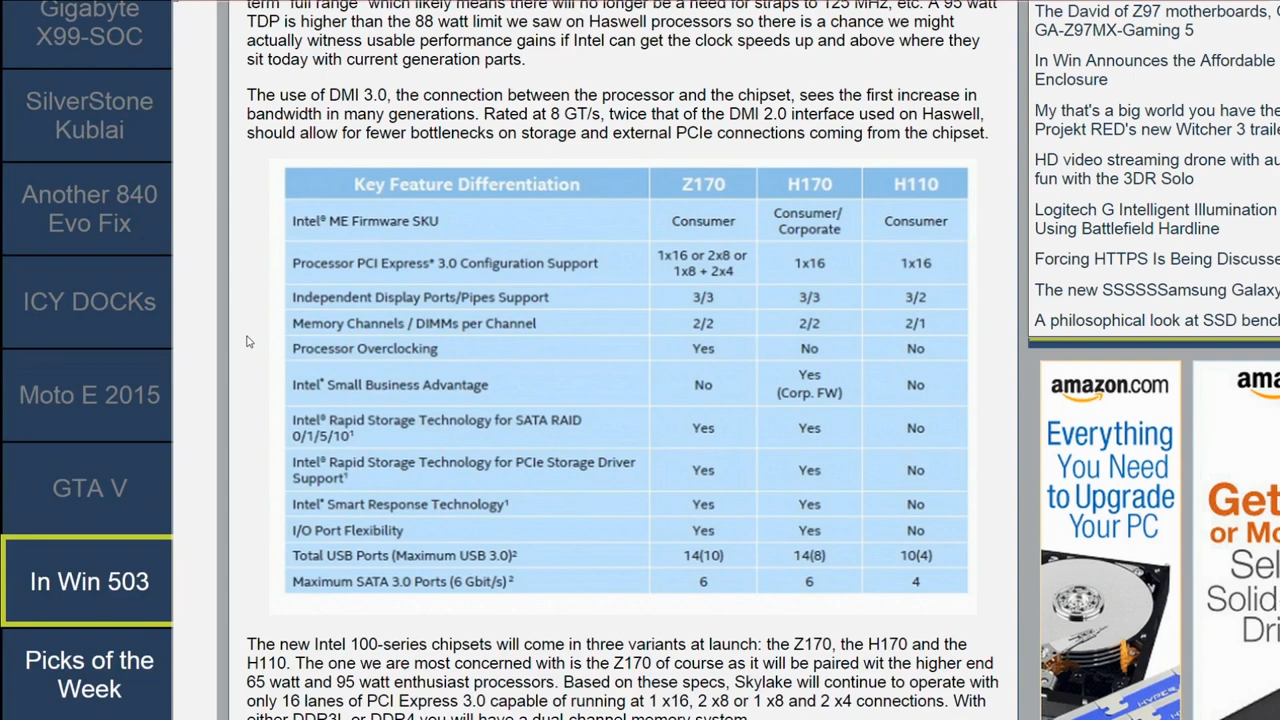 Gigabyte
X99-SOC
SilverStone
Kublai
Another 840
Evo Fix
ICY DOCKs
Moto E 2015
GTA V
In Win 503
Picks of the
Week
term "full range" which likely means there will no longer be a need for straps to 125 MHz, etc. A 95 watt
TDP is higher than the 88 watt limit we saw on Haswell processors so there is a chance we might
actually witness usable performance gains if Intel can get the clock speeds up and above where they
sit today with current generation parts.
The use of DMI 3.0, the connection between the processor and the chipset, sees the first increase in
bandwidth in many generations. Rated at 8 GT/s, twice that of the DMI 2.0 interface used on Haswell,
should allow for fewer bottlenecks on storage and external PCIe connections coming from the chipset.
Key Feature Differentiation Z170 H170 H110
Intel® ME Firmware SKU Consumer Consumer/ Corporate Consumer
Processor PCI Express* 3.0 Configuration Support 1x16 or 2x8 or 1x8 + 2x4 1x16 1x16
Independent Display Ports/Pipes Support 3/3 3/3 3/2
Memory Channels / DIMMs per Channel 2/2 2/2 2/1
Processor Overclocking Yes No No
Intel® Small Business Advantage No Yes (Corp. FW) No
Intel® Rapid Storage Technology for SATA RAID
0/1/5/10¹ Yes Yes No
Intel® Rapid Storage Technology for PCIe Storage Driver
Support¹ Yes Yes No
Intel® Smart Response Technology¹ Yes Yes No
I/O Port Flexibility Yes Yes No
Total USB Ports (Maximum USB 3.0)² 14(10) 14(8) 10(4)
Maximum SATA 3.0 Ports (6 Gbit/s)² 6 6 4
The new Intel 100-series chipsets will come in three variants at launch: the Z170, the H170 and the
H110. The one we are most concerned with is the Z170 of course as it will be paired wit the higher end
65 watt and 95 watt enthusiast processors. Based on these specs, Skylake will continue to operate with
only 16 lanes of PCI Express 3.0 capable of running at 1 x16, 2 x8 or 1 x8 and 2 x4 connections. With
either DDR3L or DDR4 you will have a dual-channel memory system.
The David of Z97 motherboards,
GA-Z97MX-Gaming 5
In Win Announces the Affordable
Enclosure
My that's a big world you have the
Projekt RED's new Witcher 3
HD video streaming drone with
fun with the 3DR Solo
Logitech G Intelligent Illumination
Using Battlefield Hardline
Forcing HTTPS Is Being
The new SSSSSSamsung
A philosophical look at SSD
amazon.com
Everything
You Need
to Upgrade
Your PC